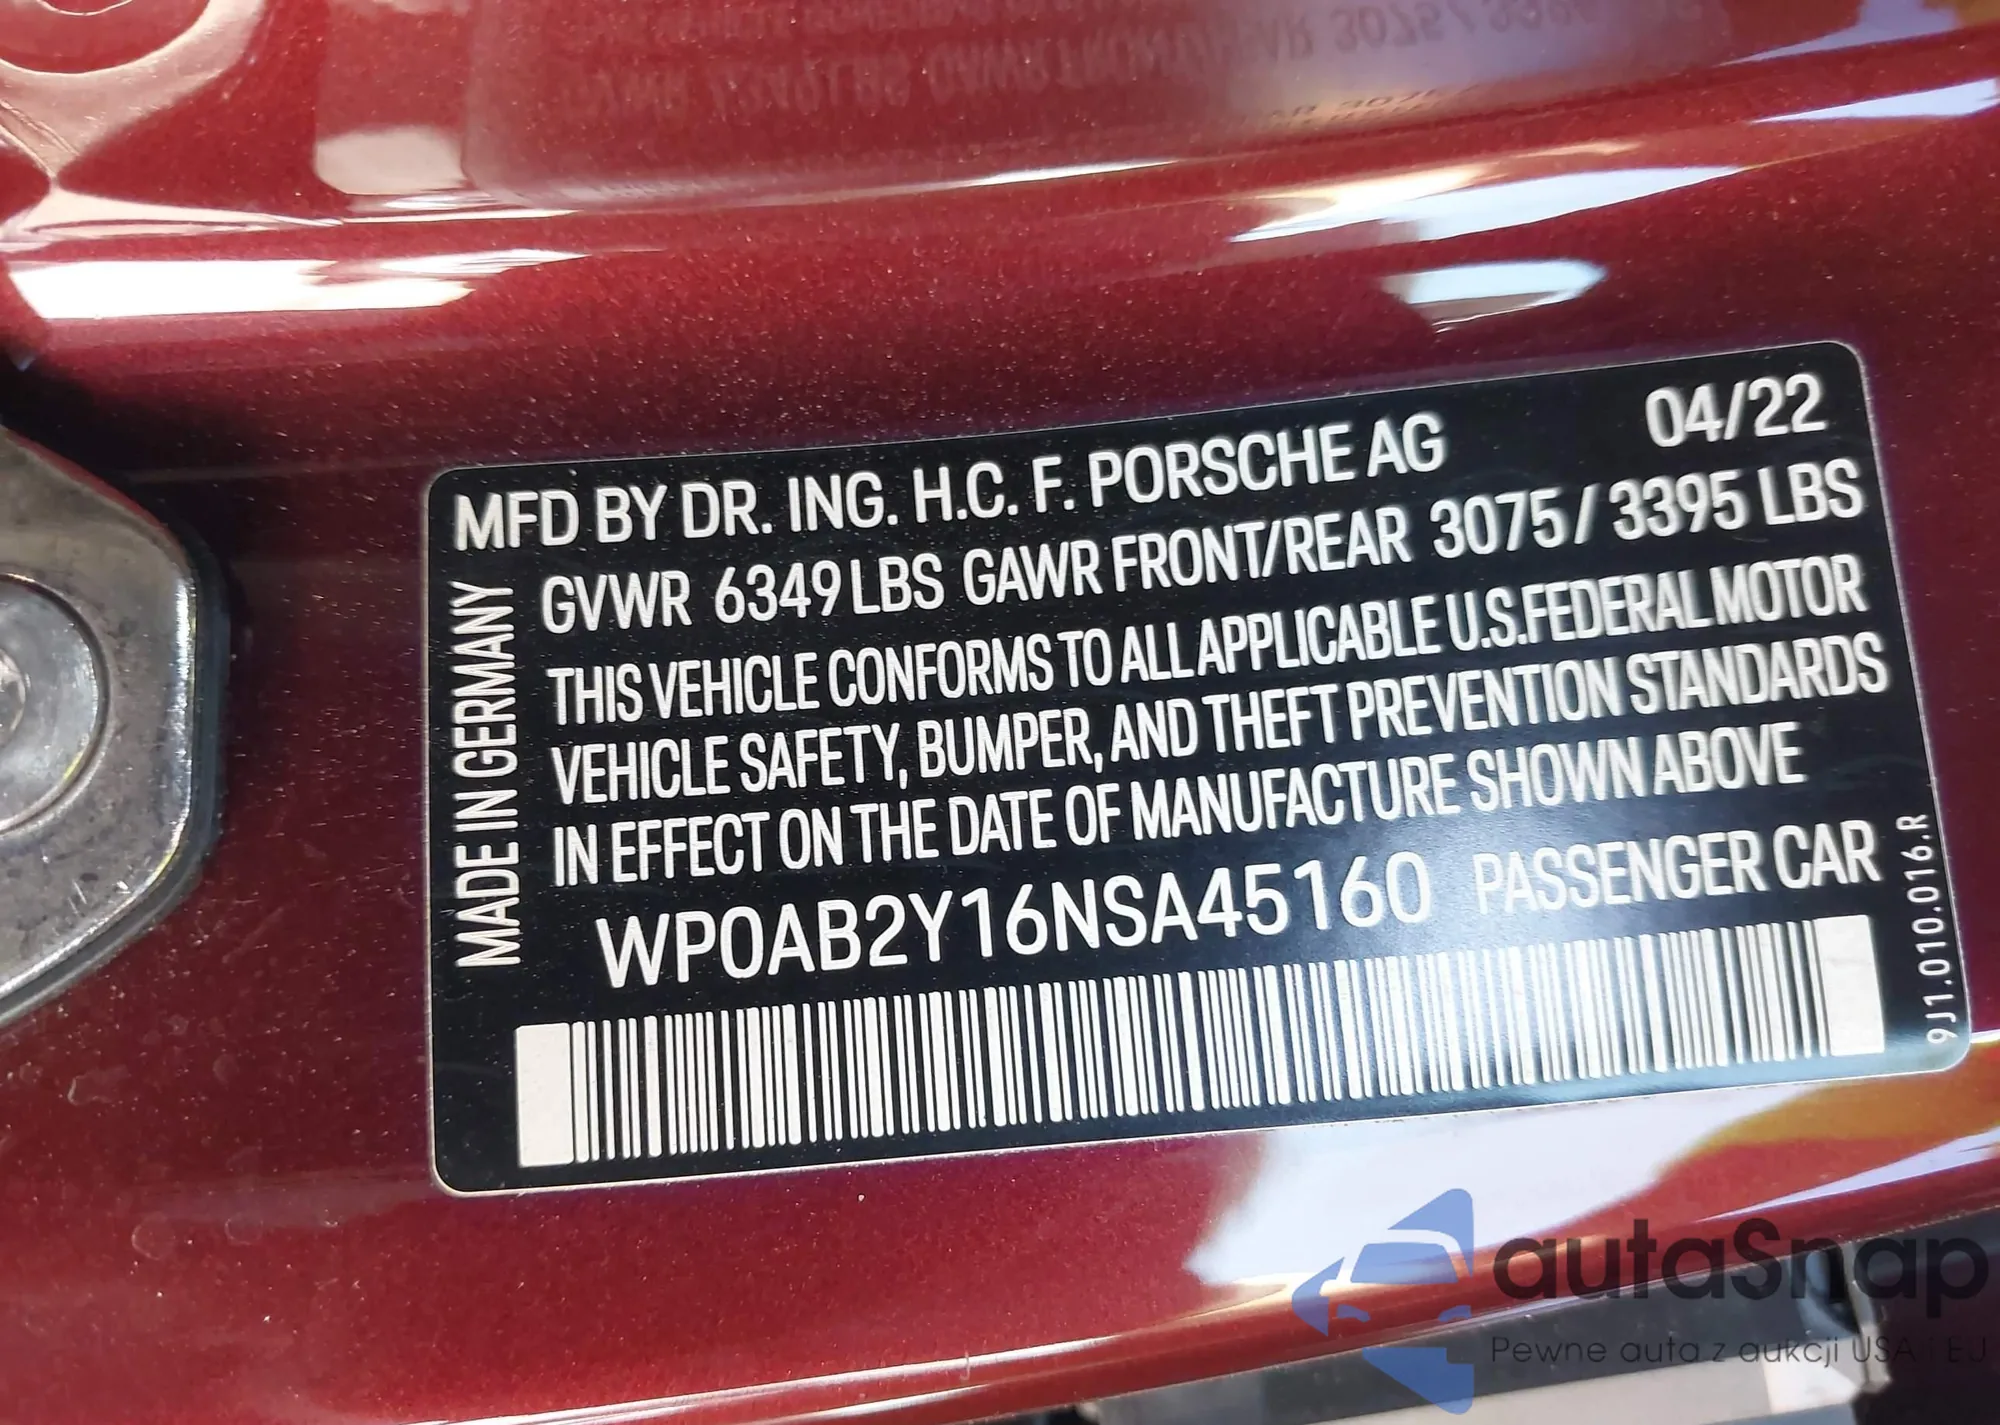 MFD BY DR. ING. H.C. F. PORSCHE AG 04/22
GVWR 6349 LBS GAWR FRONT/REAR 3075 / 3395 LBS
THIS VEHICLE CONFORMS TO ALL APPLICABLE U.S.FEDERAL MOTOR
VEHICLE SAFETY, BUMPER, AND THEFT PREVENTION STANDARDS
IN EFFECT ON THE DATE OF MANUFACTURE SHOWN ABOVE
WP0AB2Y16NSA45160 PASSENGER CAR
MADE IN GERMANY
9J1.010.016.R
autaSnap
Pewne auta z aukcji USA i EU